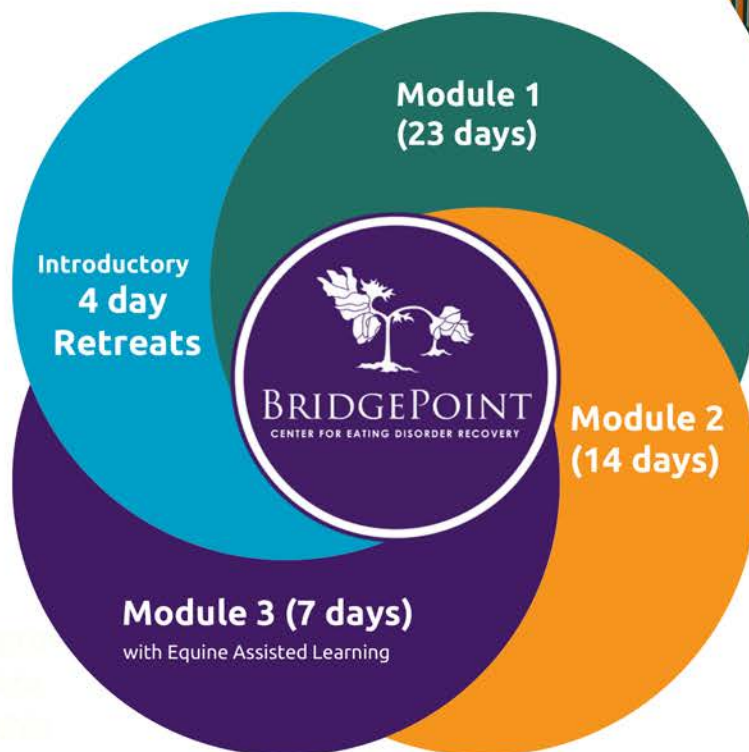 Module 1
(23 days)
Introductory
4 day
Retreats
BRIDGEPOINT
CENTER FOR EATING DISORDER RECOVERY
Module 2
(14 days)
Module 3 (7 days)
with Equine Assisted Learning